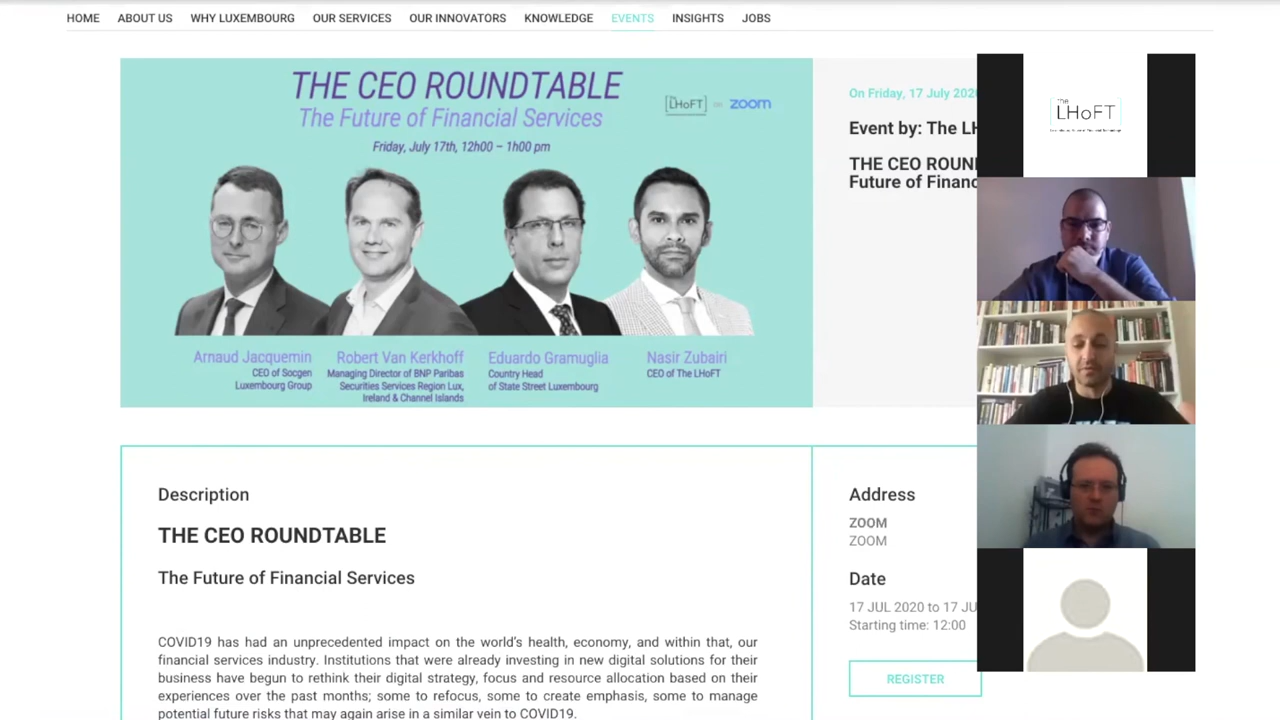 HOME ABOUT US WHY LUXEMBOURG OUR SERVICES OUR INNOVATORS KNOWLEDGE EVENTS INSIGHTS JOBS
THE CEO ROUNDTABLE
The Future of Financial Services
the LHoFT on zoom
Friday, July 17th, 12h00 – 1h00 pm
Arnaud Jacquemin
CEO of Socgen
Luxembourg Group
Robert Van Kerkhoff
Managing Director of BNP Paribas
Securities Services Region Lux,
Ireland & Channel Islands
Eduardo Gramuglia
Country Head
of State Street Luxembourg
Nasir Zubairi
CEO of The LHoFT
On Friday, 17 July 202
Event by: The LH
THE CEO ROUN
Future of Financ
the
LHoFT
Description
THE CEO ROUNDTABLE
The Future of Financial Services
COVID19 has had an unprecedented impact on the world's health, economy, and within that, our
financial services industry. Institutions that were already investing in new digital solutions for their
business have begun to rethink their digital strategy, focus and resource allocation based on their
experiences over the past months; some to refocus, some to create emphasis, some to manage
potential future risks that may again arise in a similar vein to COVID19.
Address
ZOOM
ZOOM
Date
17 JUL 2020 to 17 JU
Starting time: 12:00
REGISTER